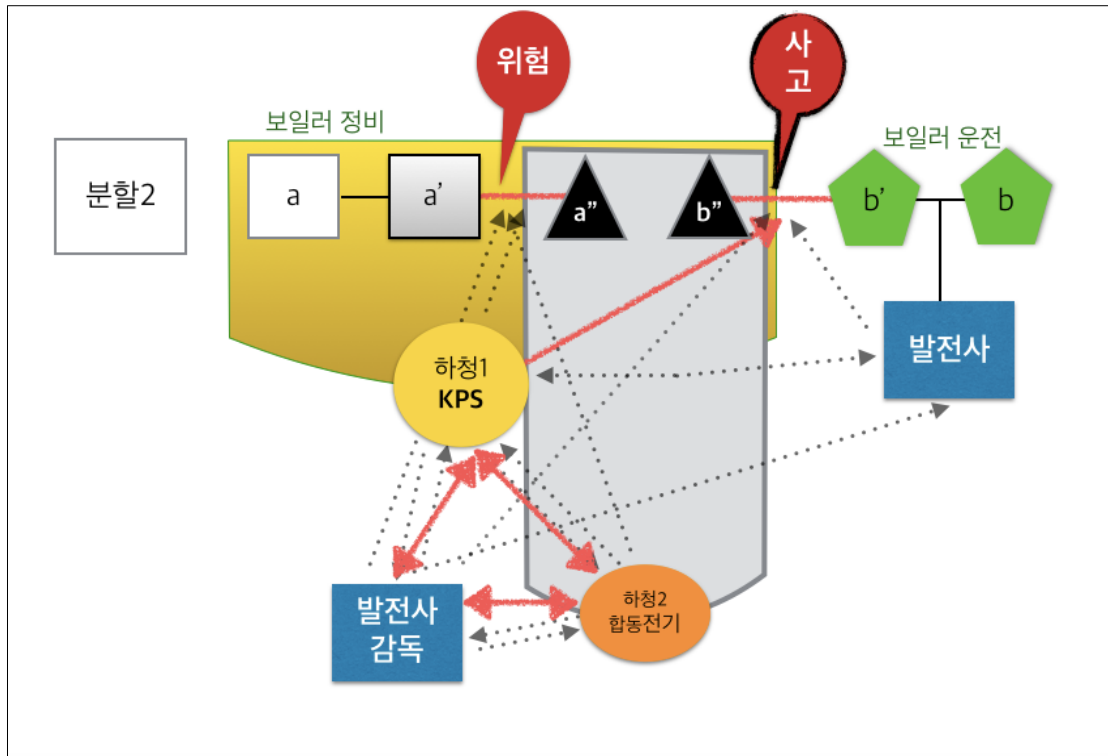 위험
사
고
보일러 정비
보일러 운전
분할2
a
a'
a"
b"
b'
b
발전사
하청1
KPS
발전사
감독
하청2
합동전기